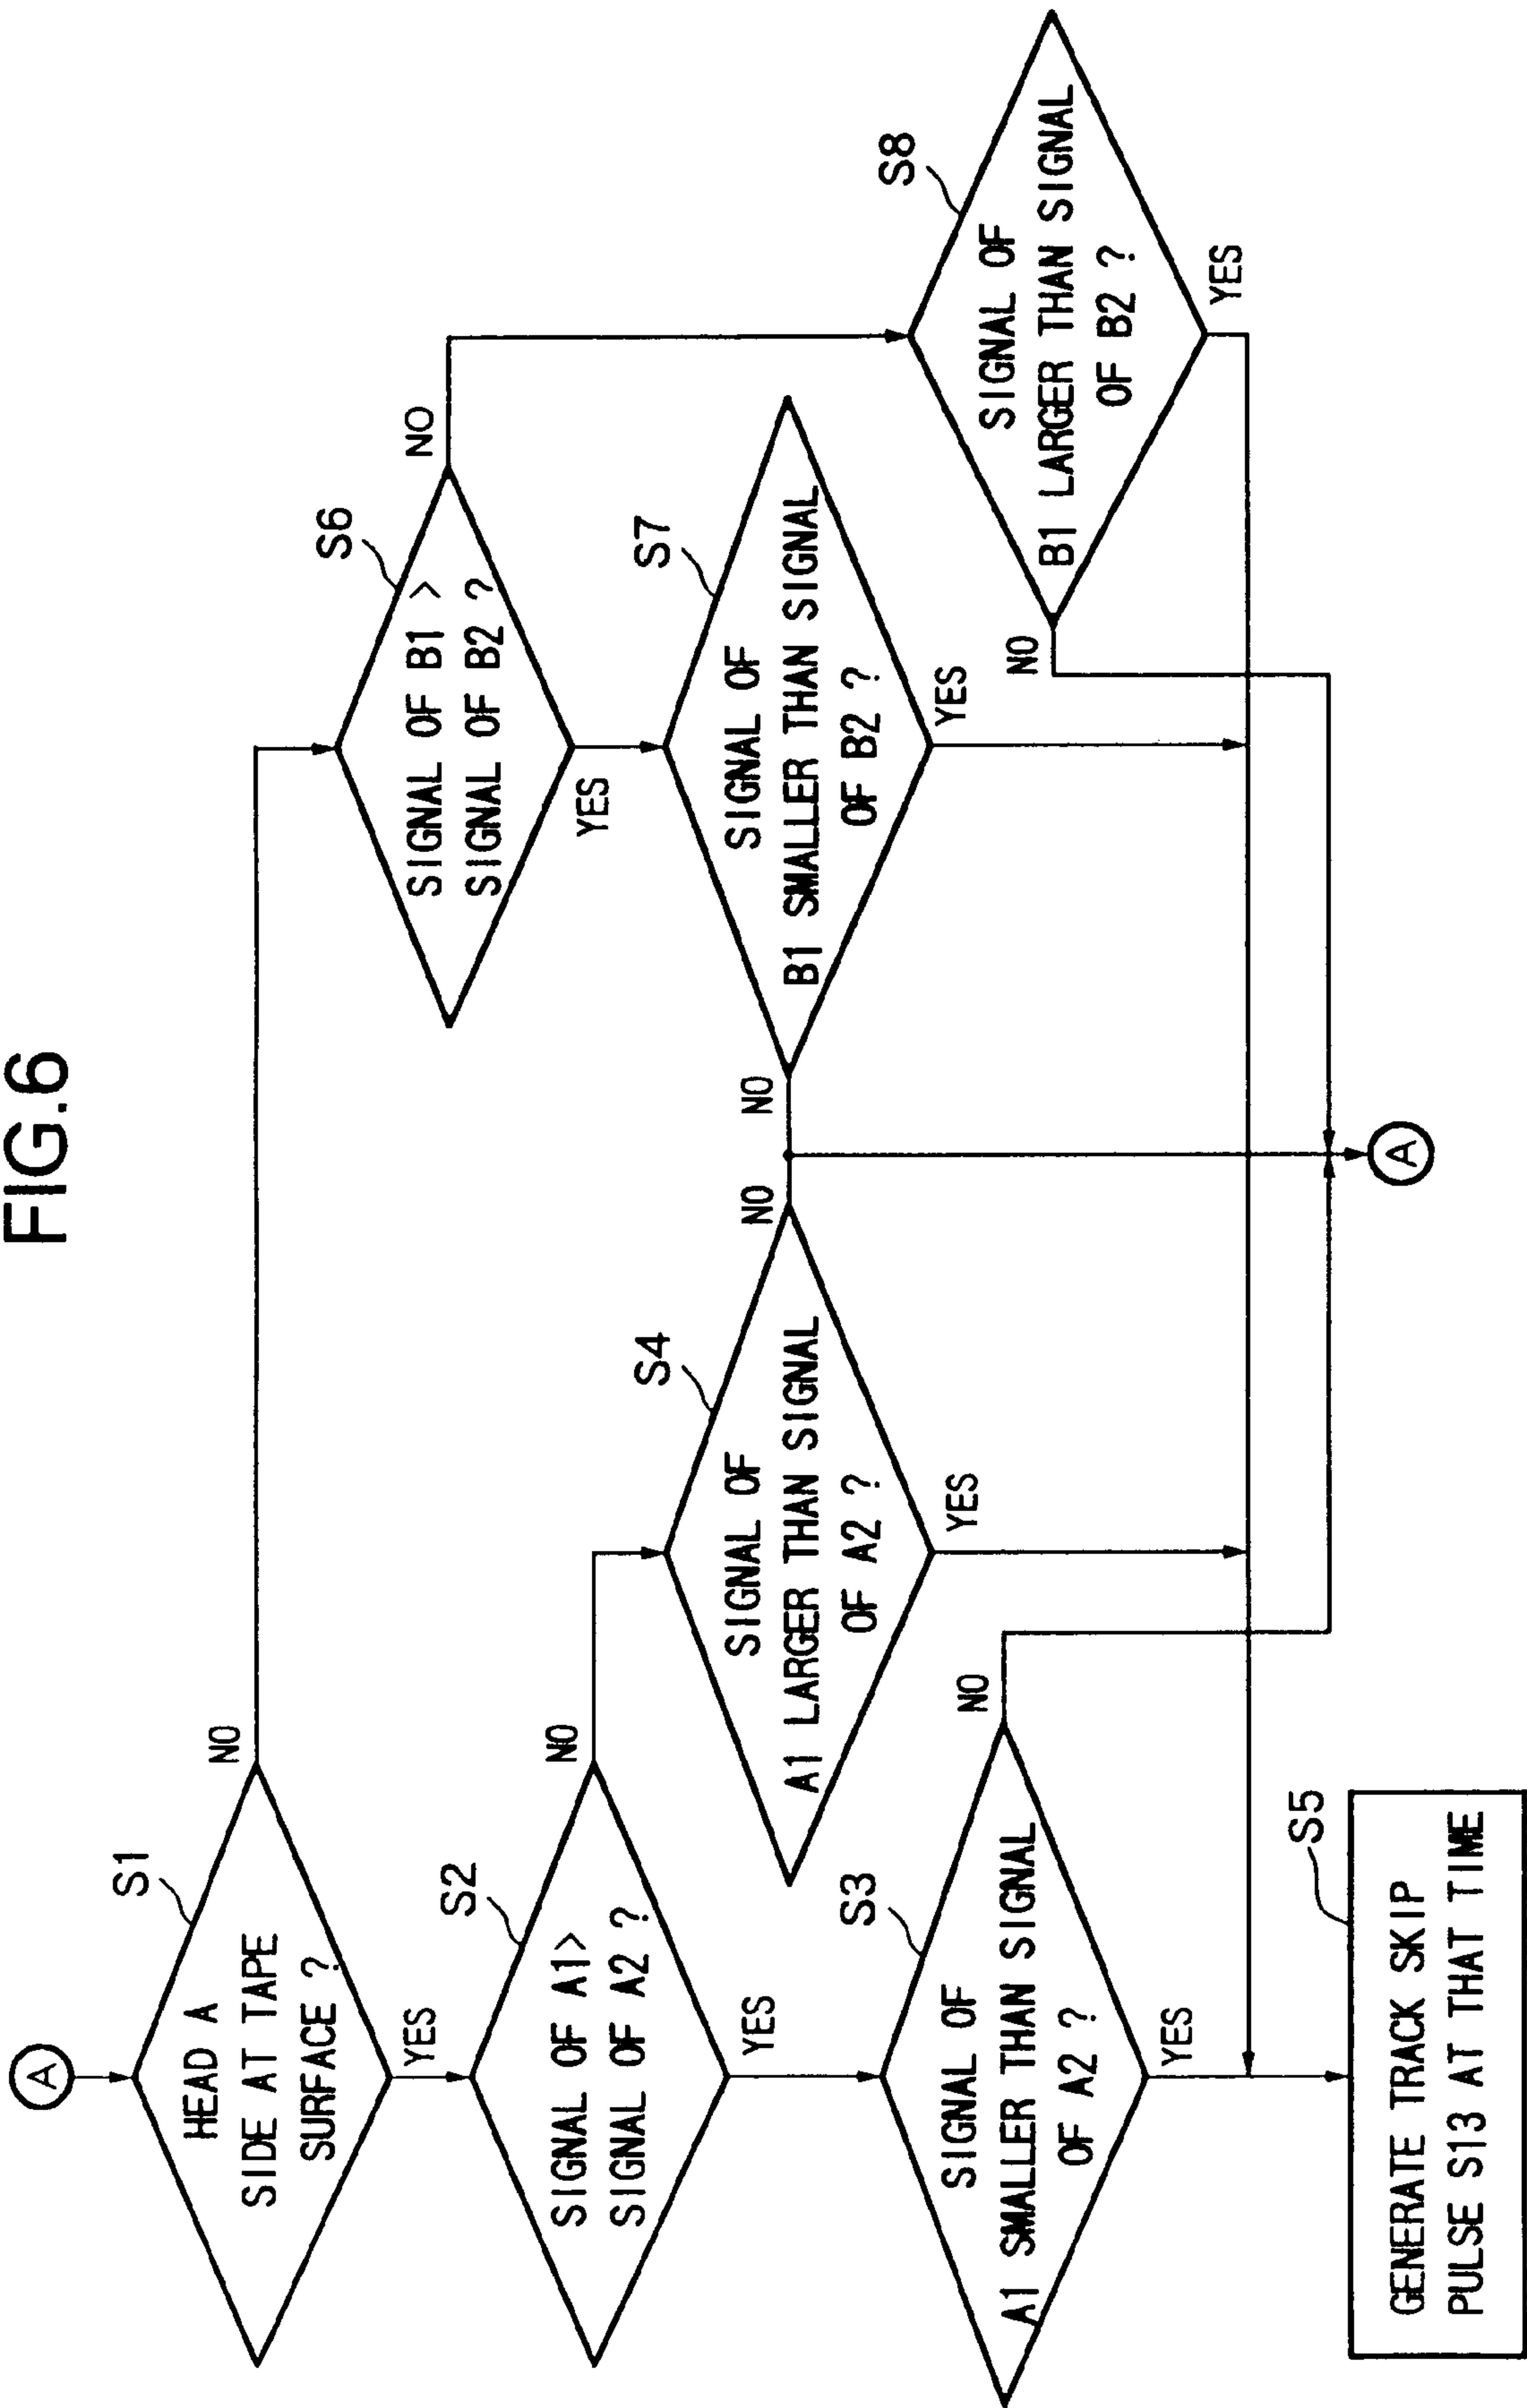 FIG.6
A
S1
HEAD A
SIDE AT TAPE
SURFACE ?
NO
YES
S2
SIGNAL OF A1>
SIGNAL OF A2 ?
NO
YES
S3
SIGNAL OF
A1 SMALLER THAN SIGNAL
OF A2 ?
NO
YES
S4
SIGNAL OF
A1 LARGER THAN SIGNAL
OF A2 ?
NO
YES
S5
GENERATE TRACK SKIP
PULSE S13 AT THAT TIME
S6
SIGNAL OF B1 >
SIGNAL OF B2 ?
NO
YES
S7
SIGNAL OF
B1 SMALLER THAN SIGNAL
OF B2 ?
NO
YES
S8
SIGNAL OF
B1 LARGER THAN SIGNAL
OF B2 ?
NO
YES
A